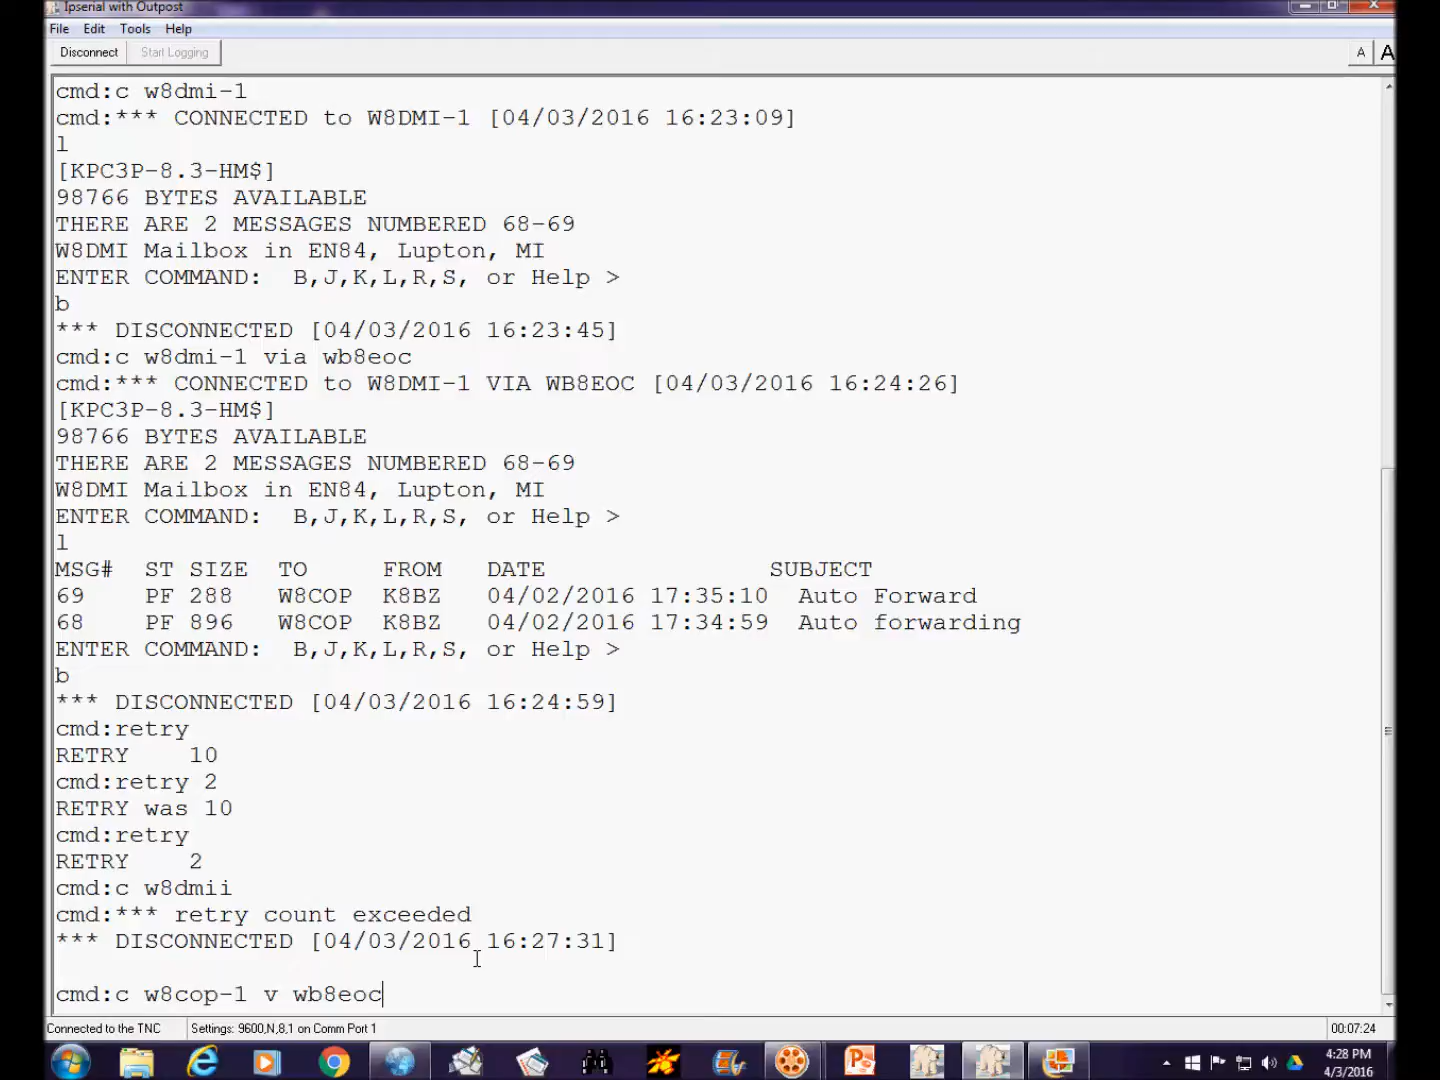 Ipserial with Outpost
File Edit Tools Help
Disconnect Start Logging A A
cmd:c w8dmi-1
cmd:*** CONNECTED to W8DMI-1 [04/03/2016 16:23:09]
l
[KPC3P-8.3-HM$]
98766 BYTES AVAILABLE
THERE ARE 2 MESSAGES NUMBERED 68-69
W8DMI Mailbox in EN84, Lupton, MI
ENTER COMMAND:  B,J,K,L,R,S, or Help >
b
*** DISCONNECTED [04/03/2016 16:23:45]
cmd:c w8dmi-1 via wb8eoc
cmd:*** CONNECTED to W8DMI-1 VIA WB8EOC [04/03/2016 16:24:26]
[KPC3P-8.3-HM$]
98766 BYTES AVAILABLE
THERE ARE 2 MESSAGES NUMBERED 68-69
W8DMI Mailbox in EN84, Lupton, MI
ENTER COMMAND:  B,J,K,L,R,S, or Help >
l
MSG#  ST SIZE  TO     FROM   DATE               SUBJECT
69    PF 288   W8COP  K8BZ   04/02/2016 17:35:10  Auto Forward
68    PF 896   W8COP  K8BZ   04/02/2016 17:34:59  Auto forwarding
ENTER COMMAND:  B,J,K,L,R,S, or Help >
b
*** DISCONNECTED [04/03/2016 16:24:59]
cmd:retry
RETRY    10
cmd:retry 2
RETRY was 10
cmd:retry
RETRY    2
cmd:c w8dmii
cmd:*** retry count exceeded
*** DISCONNECTED [04/03/2016 16:27:31]
cmd:c w8cop-1 v wb8eoc
Connected to the TNC Settings: 9600,N,8,1 on Comm Port 1 00:07:24
4:28 PM
4/3/2016